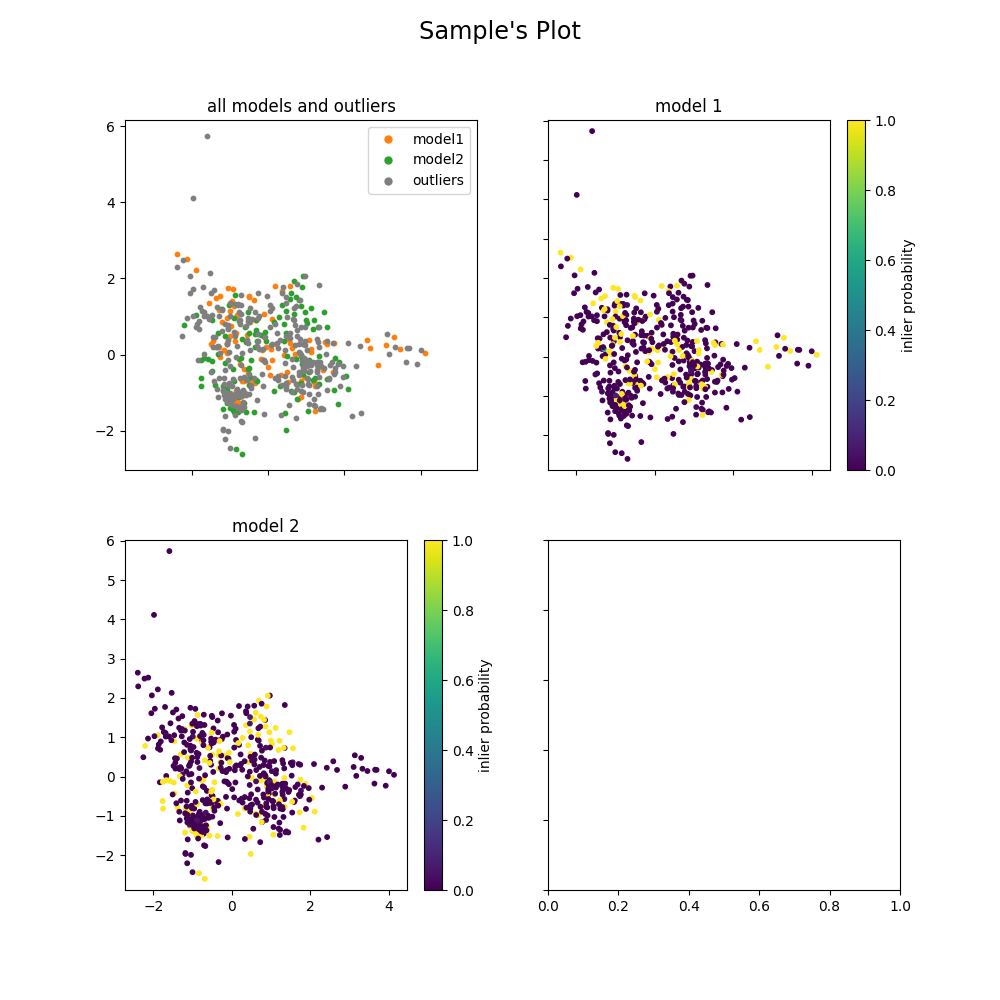 Sample's Plot
all models and outliers
6
4
2
0
−2
model1
model2
outliers
model 1
1.0
0.8
0.6
0.4
0.2
0.0
inlier probability
model 2
6
5
4
3
2
1
0
−1
−2
−2 0 2 4
1.0
0.8
0.6
0.4
0.2
0.0
inlier probability
0.0 0.2 0.4 0.6 0.8 1.0